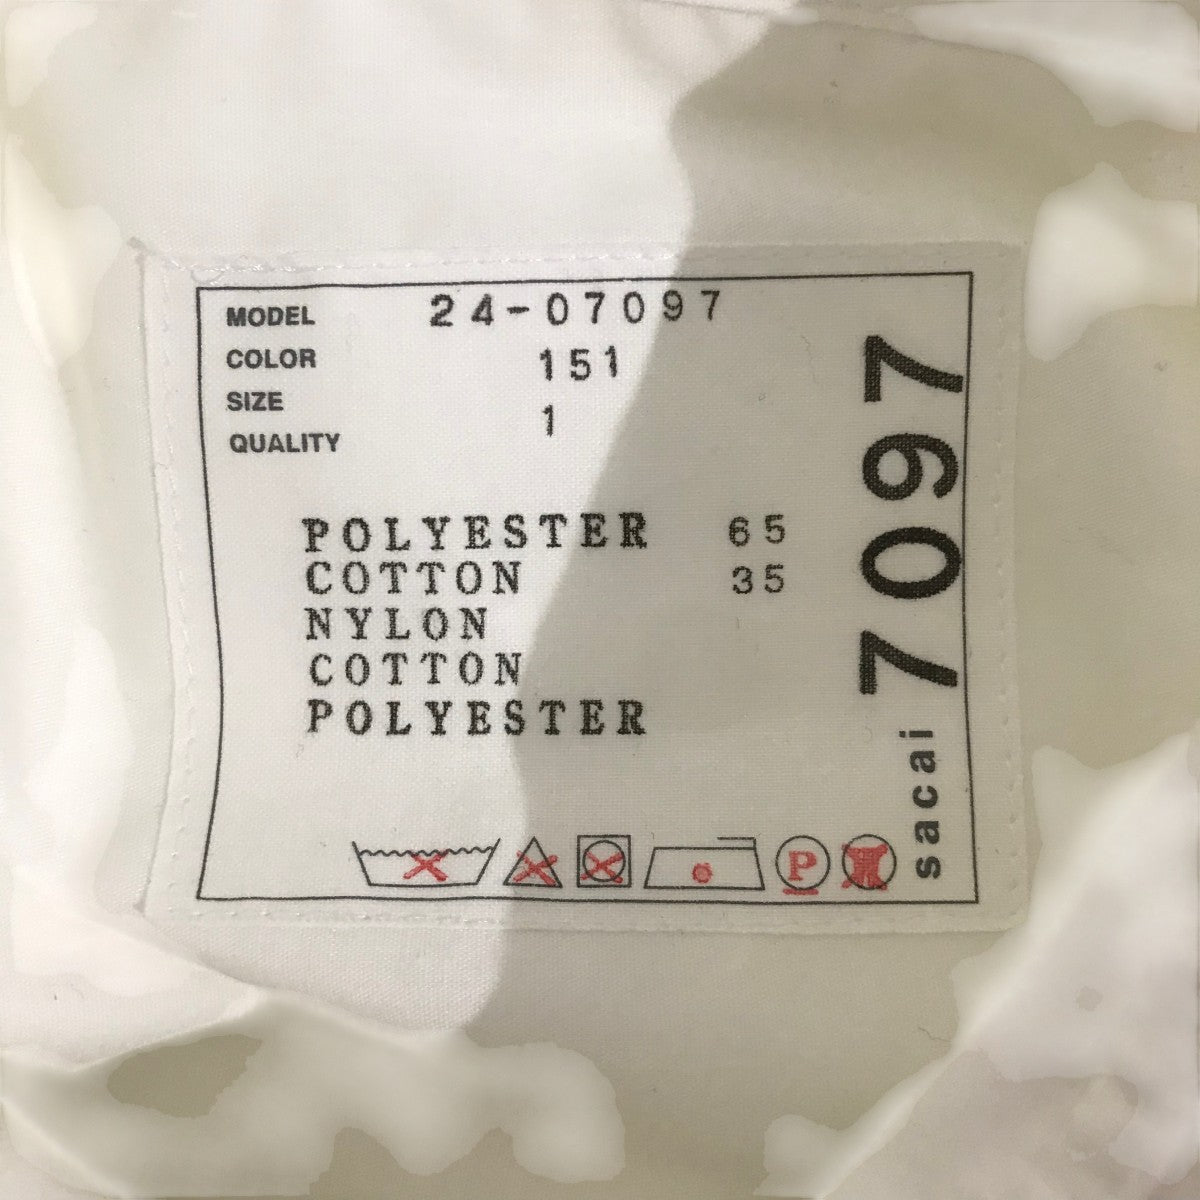 MODEL 24-07097
COLOR 151
SIZE 1
QUALITY
POLYESTER 65
COTTON 35
NYLON
COTTON
POLYESTER
P
sacai 7097